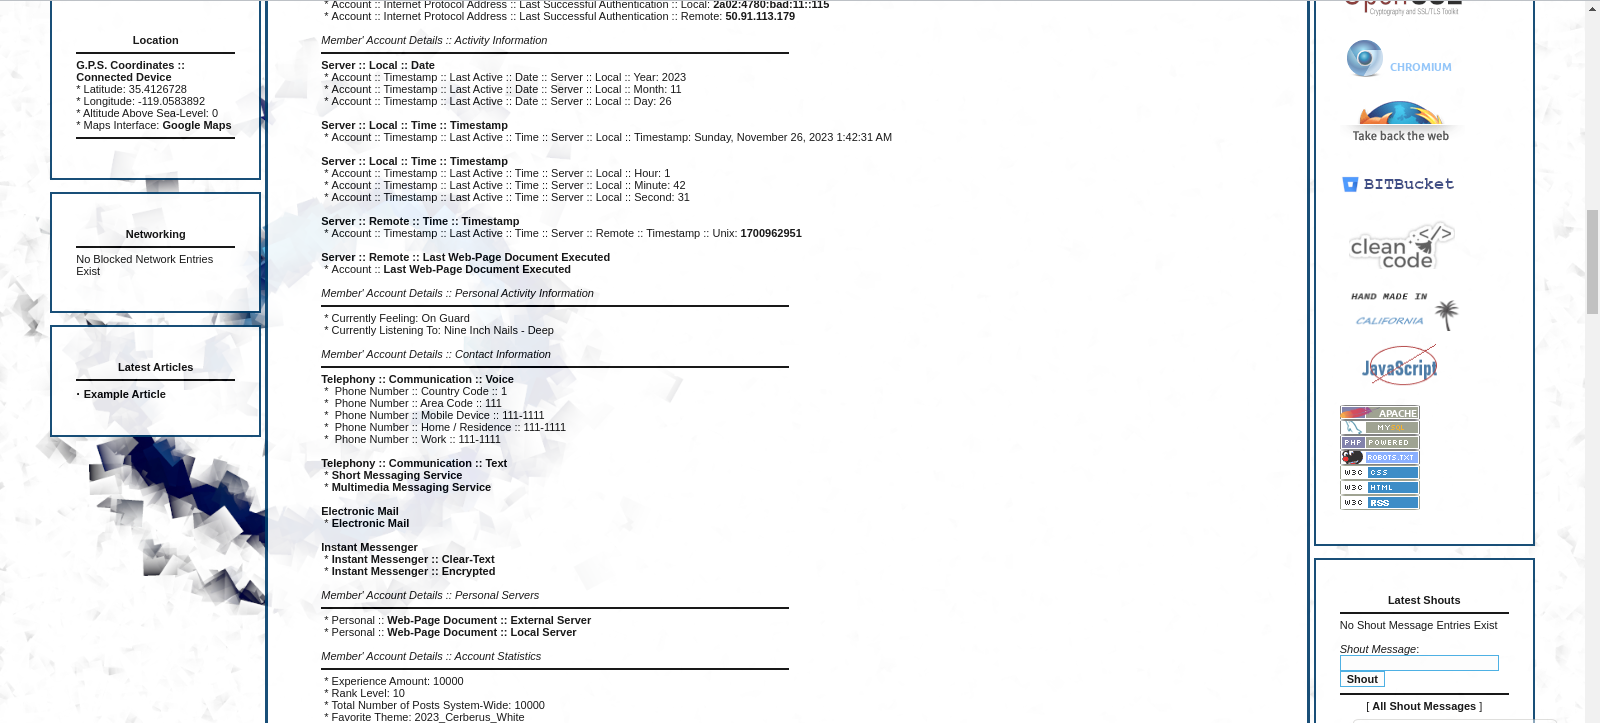 Location
G.P.S. Coordinates ::
Connected Device
* Latitude: 35.4126728
* Longitude: -119.0583892
* Altitude Above Sea-Level: 0
* Maps Interface: Google Maps
Networking
No Blocked Network Entries
Exist
Latest Articles
· Example Article
* Account :: Internet Protocol Address :: Last Successful Authentication :: Local: 2a02:4780:bad:11::115
* Account :: Internet Protocol Address :: Last Successful Authentication :: Remote: 50.91.113.179
Member' Account Details :: Activity Information
Server :: Local :: Date
* Account :: Timestamp :: Last Active :: Date :: Server :: Local :: Year: 2023
* Account :: Timestamp :: Last Active :: Date :: Server :: Local :: Month: 11
* Account :: Timestamp :: Last Active :: Date :: Server :: Local :: Day: 26
Server :: Local :: Time :: Timestamp
* Account :: Timestamp :: Last Active :: Time :: Server :: Local :: Timestamp: Sunday, November 26, 2023 1:42:31 AM
Server :: Local :: Time :: Timestamp
* Account :: Timestamp :: Last Active :: Time :: Server :: Local :: Hour: 1
* Account :: Timestamp :: Last Active :: Time :: Server :: Local :: Minute: 42
* Account :: Timestamp :: Last Active :: Time :: Server :: Local :: Second: 31
Server :: Remote :: Time :: Timestamp
* Account :: Timestamp :: Last Active :: Time :: Server :: Remote :: Timestamp :: Unix: 1700962951
Server :: Remote :: Last Web-Page Document Executed
* Account :: Last Web-Page Document Executed
Member' Account Details :: Personal Activity Information
* Currently Feeling: On Guard
* Currently Listening To: Nine Inch Nails - Deep
Member' Account Details :: Contact Information
Telephony :: Communication :: Voice
* Phone Number :: Country Code :: 1
* Phone Number :: Area Code :: 111
* Phone Number :: Mobile Device :: 111-1111
* Phone Number :: Home / Residence :: 111-1111
* Phone Number :: Work :: 111-1111
Telephony :: Communication :: Text
* Short Messaging Service
* Multimedia Messaging Service
Electronic Mail
* Electronic Mail
Instant Messenger
* Instant Messenger :: Clear-Text
* Instant Messenger :: Encrypted
Member' Account Details :: Personal Servers
* Personal :: Web-Page Document :: External Server
* Personal :: Web-Page Document :: Local Server
Member' Account Details :: Account Statistics
* Experience Amount: 10000
* Rank Level: 10
* Total Number of Posts System-Wide: 10000
* Favorite Theme: 2023_Cerberus_White
Cryptography and SSL/TLS Toolkit
CHROMIUM
Take back the web
BITBucket
clean </>
code
HAND MADE IN
CALIFORNIA
JavaScript
APACHE
MYSQL
PHP POWERED
ROBOTS.TXT
W3C CSS
W3C HTML
W3C RSS
Latest Shouts
No Shout Message Entries Exist
Shout Message:
Shout
[ All Shout Messages ]